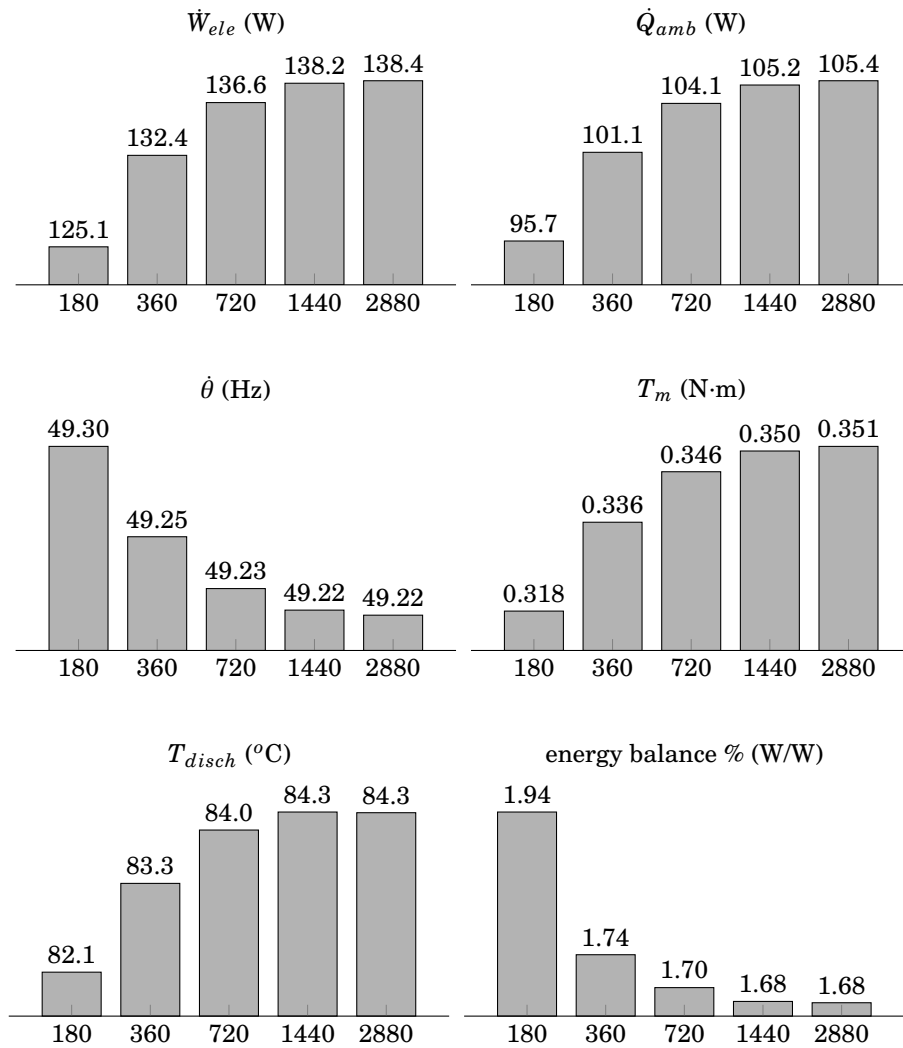 Ẇele (W)
125.1 132.4 136.6 138.2 138.4
180 360 720 1440 2880
Q̇amb (W)
95.7 101.1 104.1 105.2 105.4
180 360 720 1440 2880
θ̇ (Hz)
49.30 49.25 49.23 49.22 49.22
180 360 720 1440 2880
Tm (N·m)
0.318 0.336 0.346 0.350 0.351
180 360 720 1440 2880
Tdisch (oC)
82.1 83.3 84.0 84.3 84.3
180 360 720 1440 2880
energy balance % (W/W)
1.94 1.74 1.70 1.68 1.68
180 360 720 1440 2880